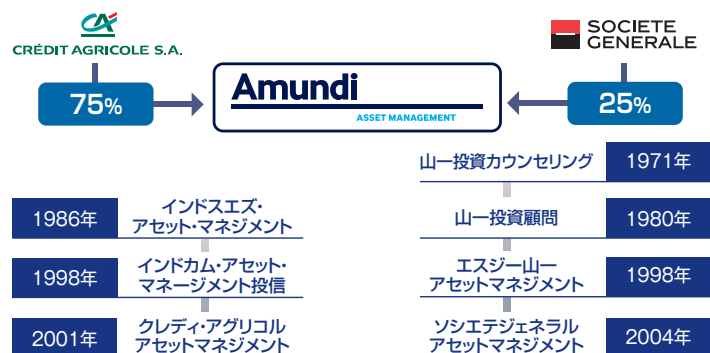 CRÉDIT AGRICOLE S.A.
SOCIETE
GENERALE
75%
Amundi
ASSET MANAGEMENT
25%
山一投資カウンセリング
1971年
1986年
インドスエズ・
アセット・マネジメント
山一投資顧問
1980年
1998年
インドカム・アセット・
マネージメント投信
エスジー山一
アセットマネジメント
1998年
2001年
クレディ・アグリコル
アセットマネジメント
ソシエテジェネラル
アセットマネジメント
2004年